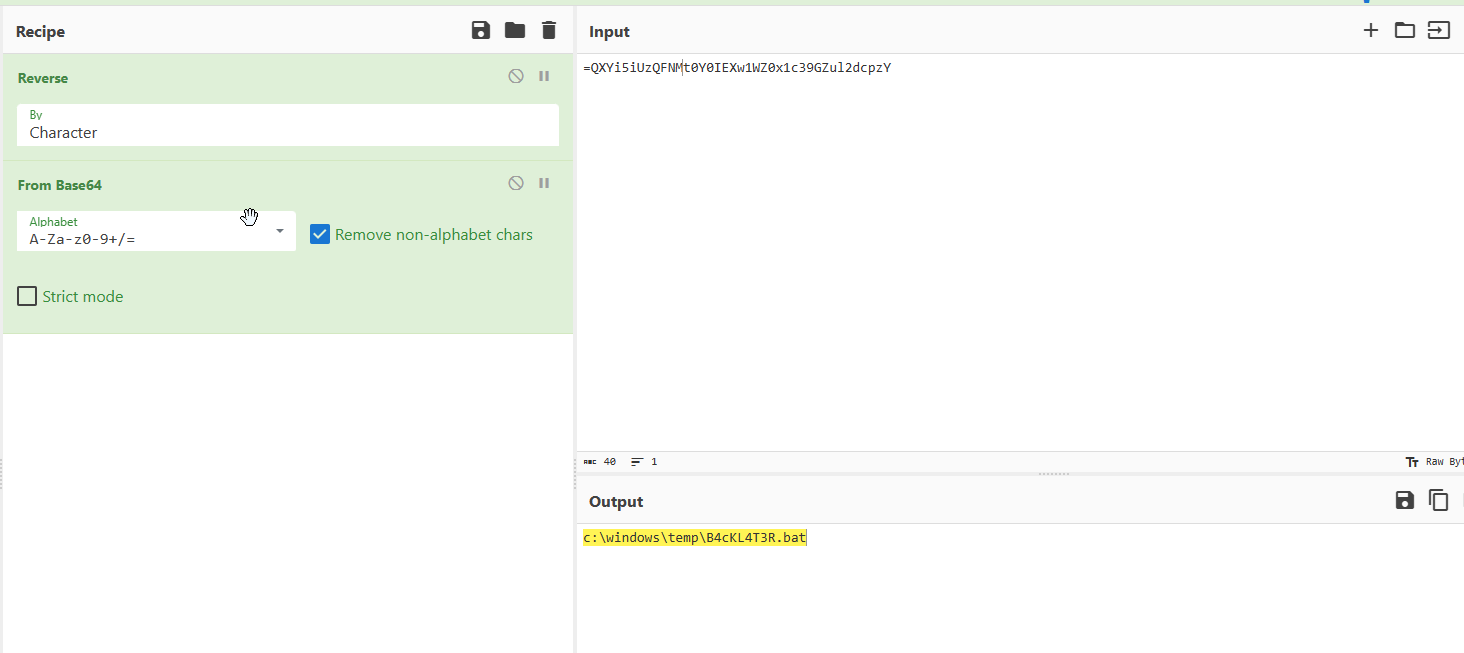 Recipe
Reverse
By
Character
From Base64
Alphabet
A-Za-z0-9+/=
Remove non-alphabet chars
Strict mode
Input
=QXYi5iUzQFNMt0Y0IEXw1WZ0x1c39GZul2dcpzY
ABC 40 1 Tт Raw Byt
Output
c:\windows\temp\B4cKL4T3R.bat